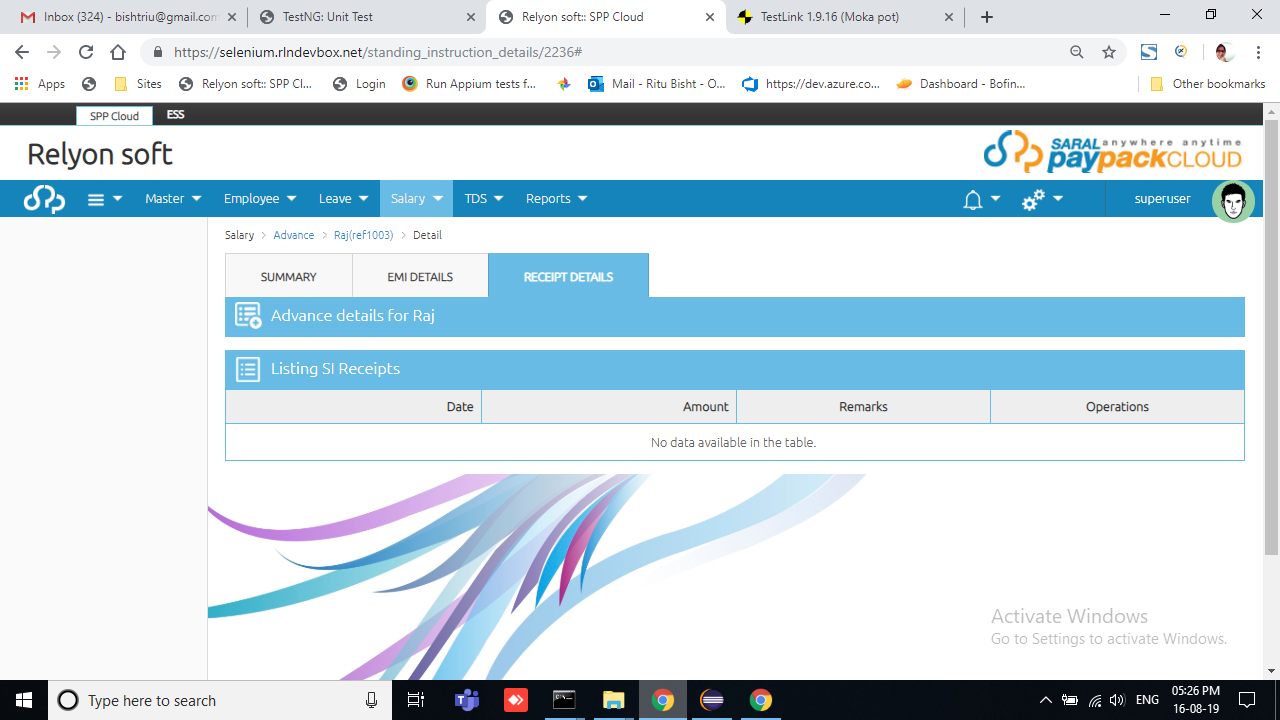 Inbox (324) - bishtriu@gmail.com
TestNG: Unit Test
Relyon soft:: SPP Cloud
TestLink 1.9.16 (Moka pot)
https://selenium.rlndevbox.net/standing_instruction_details/2236#
Apps
Sites
Relyon soft:: SPP Cl...
Login
Run Appium tests f...
Mail - Ritu Bisht - O...
https://dev.azure.co...
Dashboard - Bofin...
Other bookmarks
SPP Cloud
ESS
Relyon soft
SARAL anywhere anytime
paypackCLOUD
Master
Employee
Leave
Salary
TDS
Reports
superuser
Salary > Advance > Raj(ref1003) > Detail
SUMMARY
EMI DETAILS
RECEIPT DETAILS
Advance details for Raj
Listing SI Receipts
Date
Amount
Remarks
Operations
No data available in the table.
Activate Windows
Go to Settings to activate Windows.
Type here to search
ENG
05:26 PM
16-08-19